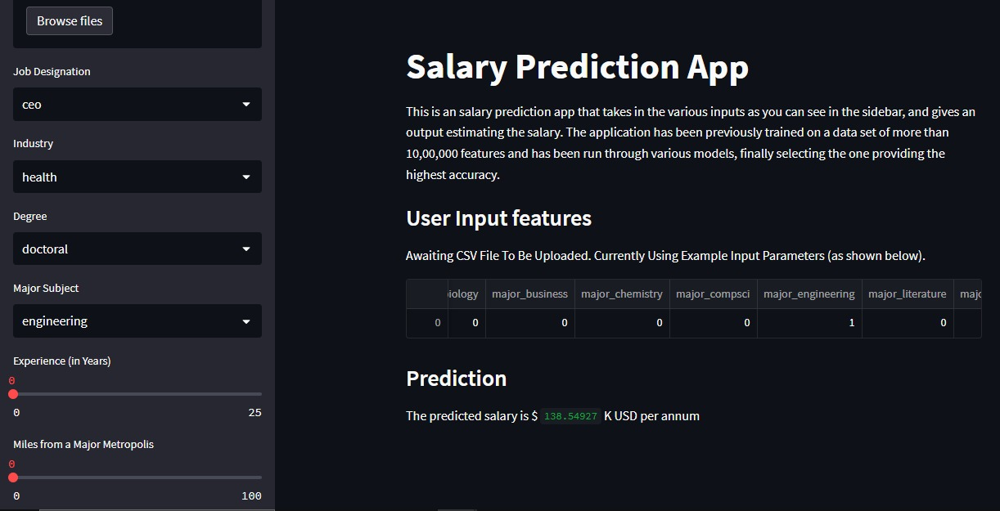 Browse files
Job Designation
ceo
Industry
health
Degree
doctoral
Major Subject
engineering
Experience (in Years)
0
0 25
Miles from a Major Metropolis
0
0 100
Salary Prediction App
This is an salary prediction app that takes in the various inputs as you can see in the sidebar, and gives an
output estimating the salary. The application has been previously trained on a data set of more than
10,00,000 features and has been run through various models, finally selecting the one providing the
highest accuracy.
User Input features
Awaiting CSV File To Be Uploaded. Currently Using Example Input Parameters (as shown below).
iology major_business major_chemistry major_compsci major_engineering major_literature majo
0 0 0 0 0 1 0
Prediction
The predicted salary is $ 138.54927 K USD per annum